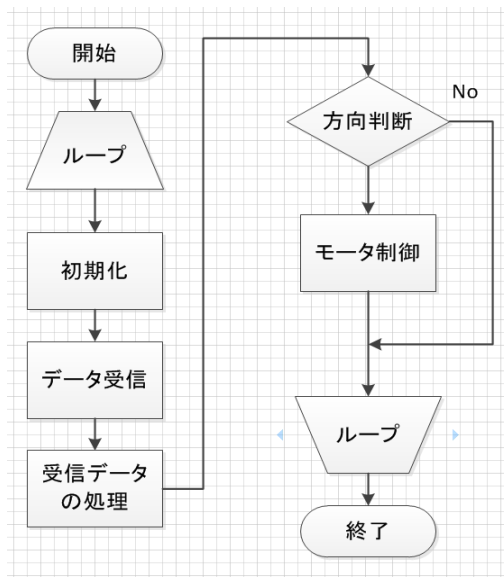 開始
ループ
初期化
データ受信
受信データ
の処理
方向判断
No
モータ制御
ループ
終了